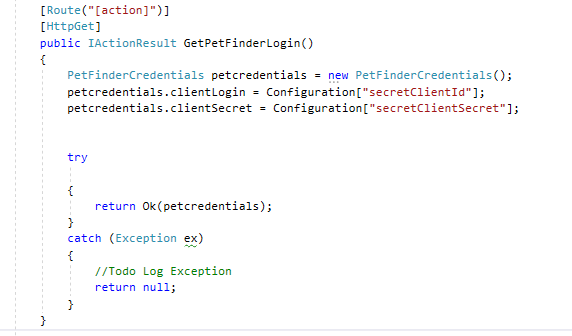 [Route("[action]")]
[HttpGet]
public IActionResult GetPetFinderLogin()
{
PetFinderCredentials petcredentials = new PetFinderCredentials();
petcredentials.clientLogin = Configuration["secretClientId"];
petcredentials.clientSecret = Configuration["secretClientSecret"];
try
{
return Ok(petcredentials);
}
catch (Exception ex)
{
//Todo Log Exception
return null;
}
}